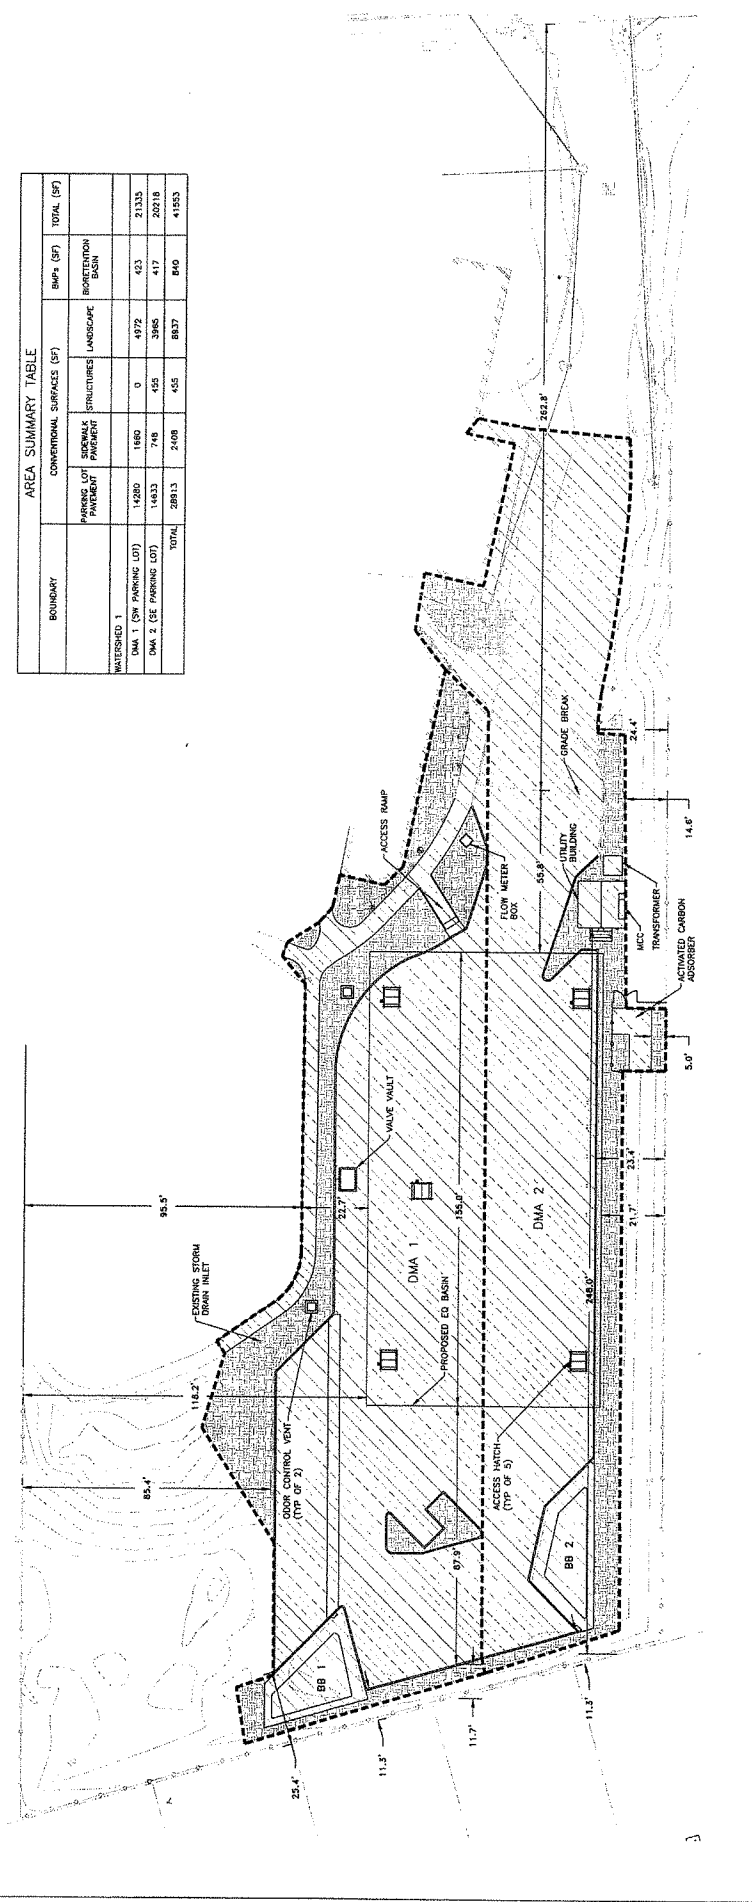 AREA SUMMARY TABLE
BOUNDARY
CONVENTIONAL SURFACES (SF)
BMPs (SF)
TOTAL (SF)
PARKING LOT PAVEMENT
SIDEWALK PAVEMENT
STRUCTURES
LANDSCAPE
BIORETENTION BASIN
WATERSHED 1
DMA 1 (SW PARKING LOT) 14280 1660 0 4972 423 21335
DMA 2 (SE PARKING LOT) 14633 748 455 3965 417 20218
TOTAL 28913 2408 455 8937 840 41553
262.8'
GRADE BREAK
24.4'
14.6'
ACCESS RAMP
FLOW METER
BOX
55.8'
UTILITY
BUILDING
MCC
TRANSFORMER
ACTIVATED CARBON
ADSORBER
5.0'
VALVE VAULT
95.5'
22.7'
155.0'
DMA 1
DMA 2
23.4'
21.7'
248.0'
EXISTING STORM
DRAIN INLET
PROPOSED EQ BASIN
118.2'
85.4'
ODOR CONTROL VENT
(TYP OF 2)
ACCESS HATCH
(TYP OF 5)
87.9'
BB 1
BB 2
25.4'
11.3'
11.7'
11.3'